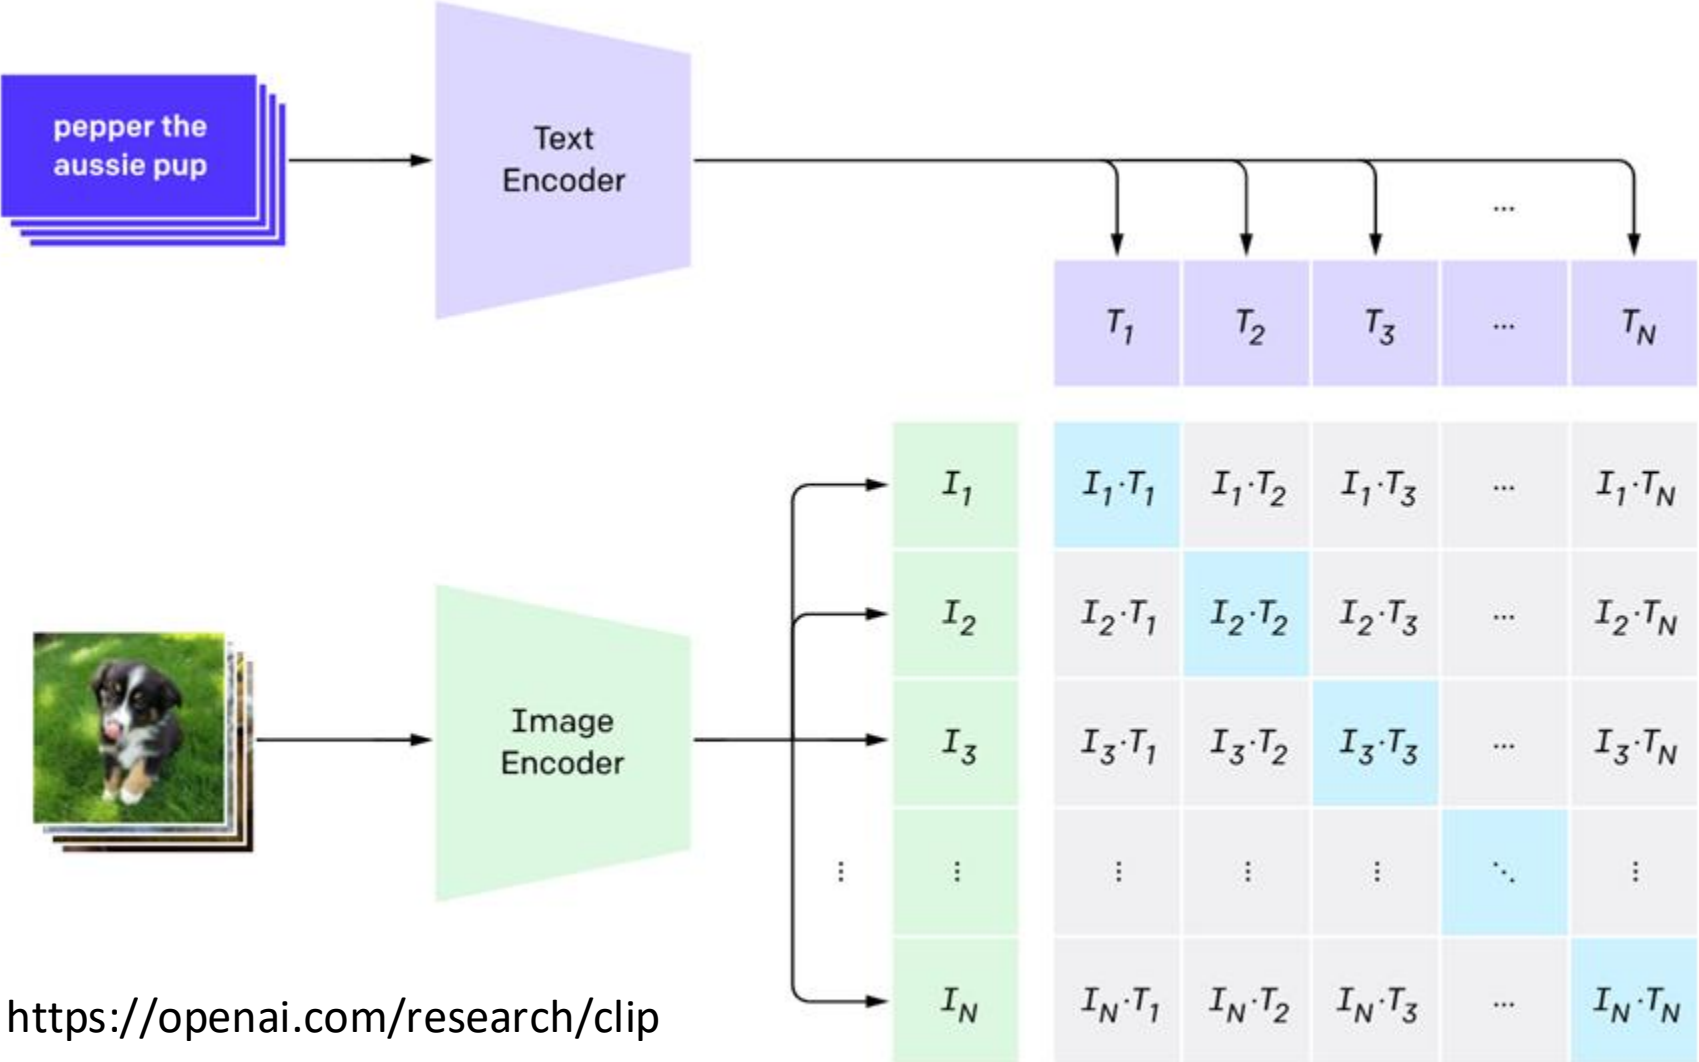 pepper the
aussie pup
Text
Encoder
...
T1 T2 T3 ... TN
I1 I1·T1 I1·T2 I1·T3 ... I1·TN
I2 I2·T1 I2·T2 I2·T3 ... I2·TN
Image
Encoder
I3 I3·T1 I3·T2 I3·T3 ... I3·TN
⋮ ⋮ ⋮ ⋮ ⋮ ⋱ ⋮
IN IN·T1 IN·T2 IN·T3 ... IN·TN
https://openai.com/research/clip